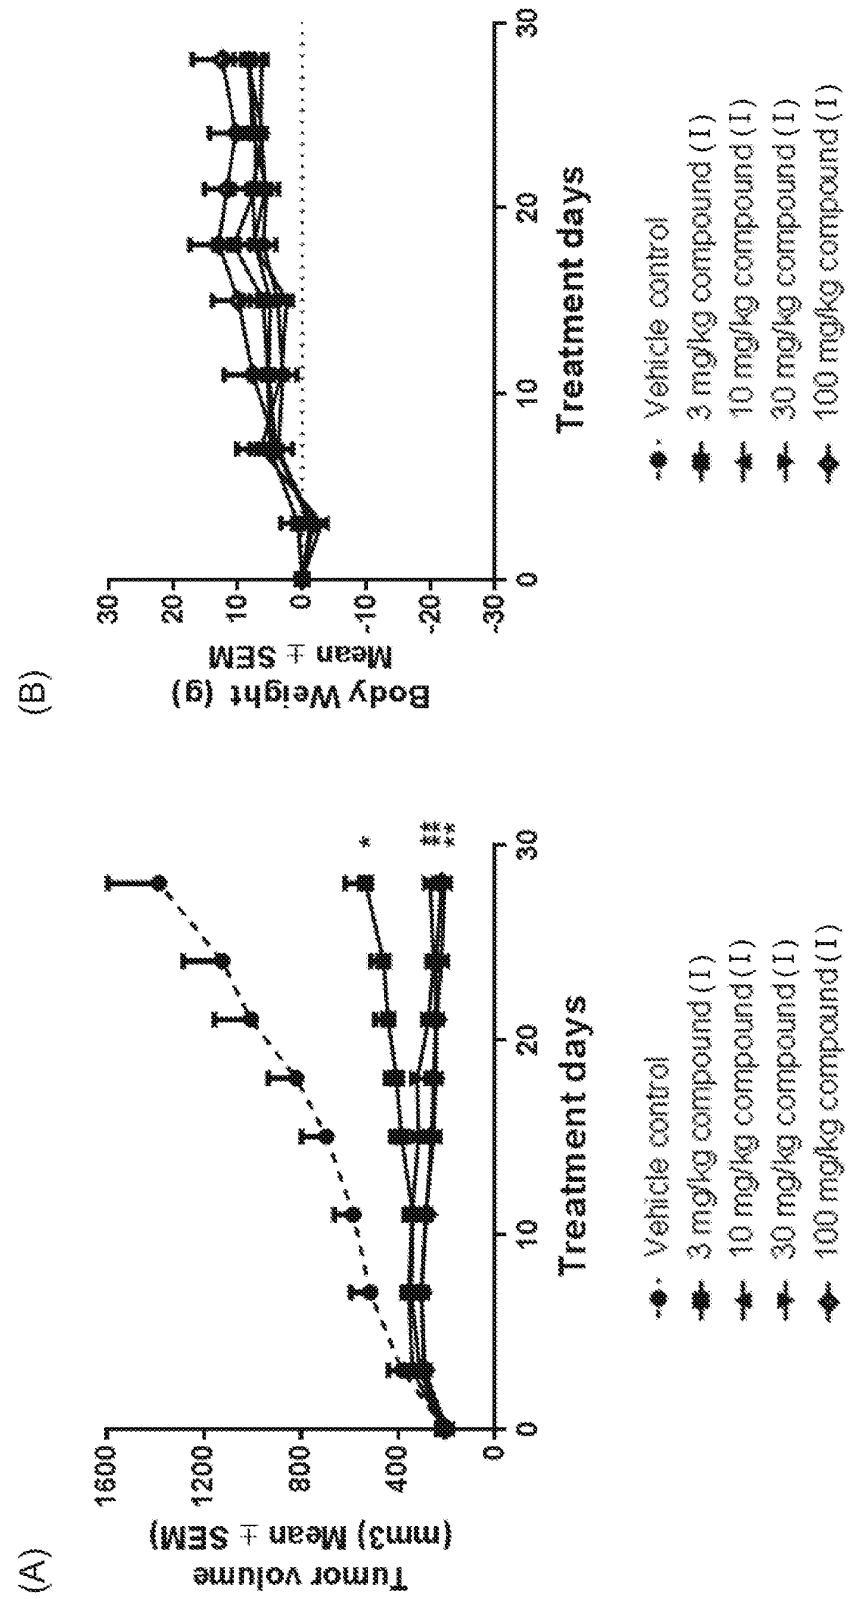 (A)
Tumor volume
(mm3) Mean ± SEM)
1600
1200
800
400
0
0
10
20
30
*
**
**
**
Treatment days
Vehicle control
3 mg/kg compound (I)
10 mg/kg compound (I)
30 mg/kg compound (I)
100 mg/kg compound (I)
(B)
Body Weight (g)
Mean ± SEM
30
20
10
0
-10
-20
-30
0
10
20
30
Treatment days
Vehicle control
3 mg/kg compound (I)
10 mg/kg compound (I)
30 mg/kg compound (I)
100 mg/kg compound (I)